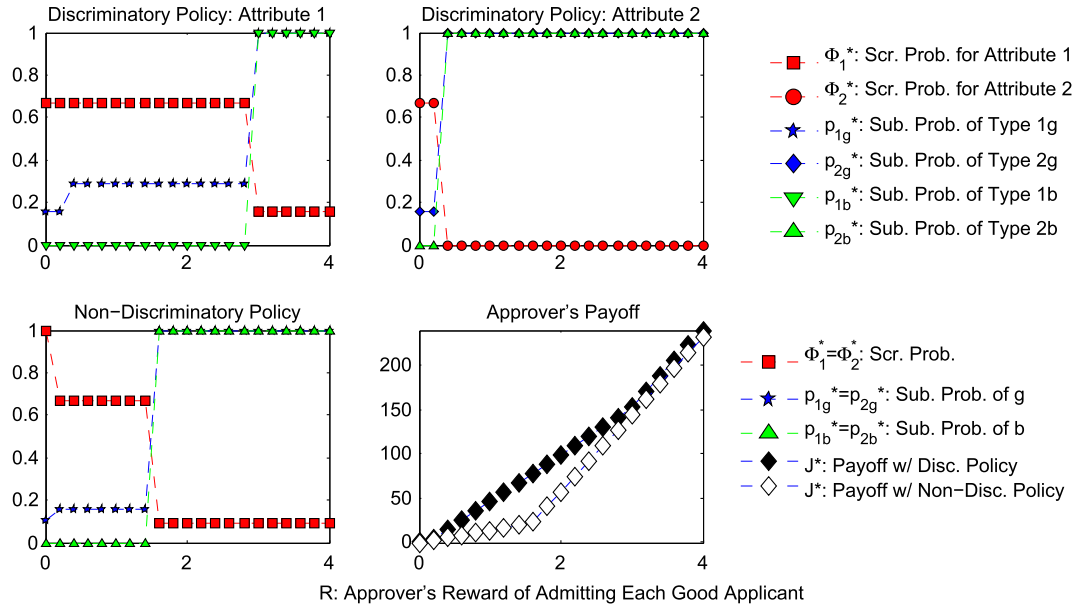 Discriminatory Policy: Attribute 1
1
0.8
0.6
0.4
0.2
0
0 2 4
Discriminatory Policy: Attribute 2
1
0.8
0.6
0.4
0.2
0
0 2 4
Φ1*: Scr. Prob. for Attribute 1
Φ2*: Scr. Prob. for Attribute 2
p1g*: Sub. Prob. of Type 1g
p2g*: Sub. Prob. of Type 2g
p1b*: Sub. Prob. of Type 1b
p2b*: Sub. Prob. of Type 2b
Non−Discriminatory Policy
1
0.8
0.6
0.4
0.2
0
0 2 4
Approver's Payoff
200
150
100
50
0
0 2 4
Φ1*=Φ2*: Scr. Prob.
p1g*=p2g*: Sub. Prob. of g
p1b*=p2b*: Sub. Prob. of b
J*: Payoff w/ Disc. Policy
J*: Payoff w/ Non−Disc. Policy
R: Approver's Reward of Admitting Each Good Applicant